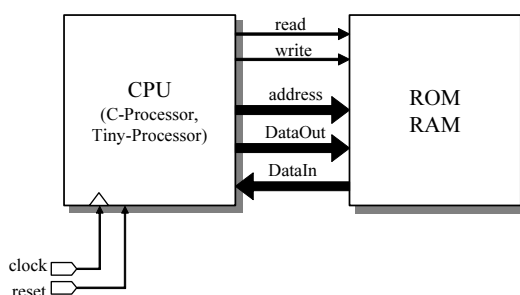 read
write
CPU
(C-Processor,
Tiny-Processor)
address
DataOut
DataIn
ROM
RAM
clock
reset